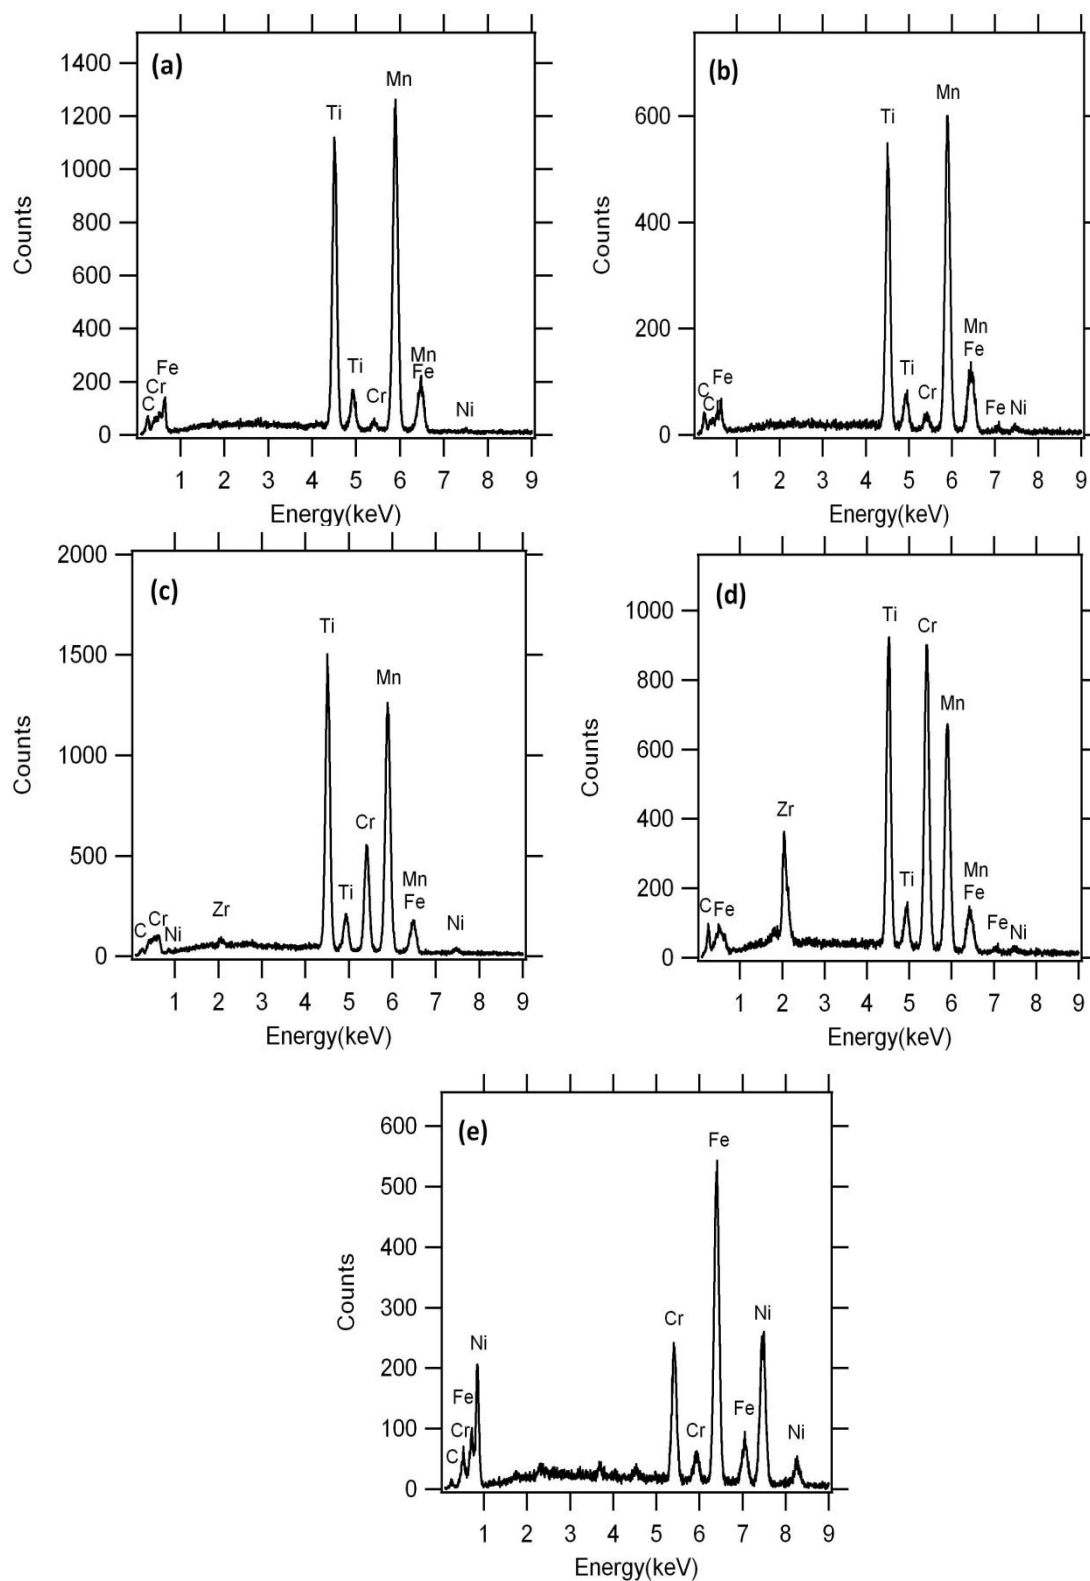 (a)
1400
1200
1000
800
600
400
200
0
Counts
Ti
Mn
Fe
Cr
C
Ti
Cr
Mn
Fe
Ni
1 2 3 4 5 6 7 8 9
Energy(keV)
(b)
600
400
200
0
Counts
Ti
Mn
Fe
C
Ti
Cr
Mn
Fe
Fe Ni
1 2 3 4 5 6 7 8 9
Energy(keV)
(c)
2000
1500
1000
500
0
Counts
Ti
Mn
Cr
Ti
Mn
Fe
Zr
Cr
C
Ni
Ni
1 2 3 4 5 6 7 8 9
Energy(keV)
(d)
1000
800
600
400
200
0
Counts
Ti
Cr
Mn
Zr
Ti
Mn
Fe
C Fe
Fe Ni
1 2 3 4 5 6 7 8 9
Energy(keV)
(e)
600
500
400
300
200
100
0
Counts
Fe
Cr
Ni
Ni
Fe
Cr
C
Cr
Fe
Ni
1 2 3 4 5 6 7 8 9
Energy(keV)